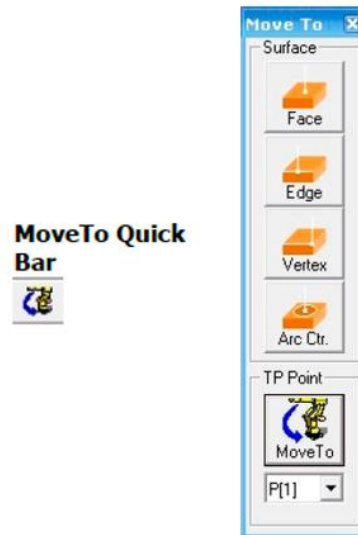 MoveTo Quick
Bar
Move To
Surface
Face
Edge
Vertex
Arc Ctr.
TP Point
MoveTo
P[1]